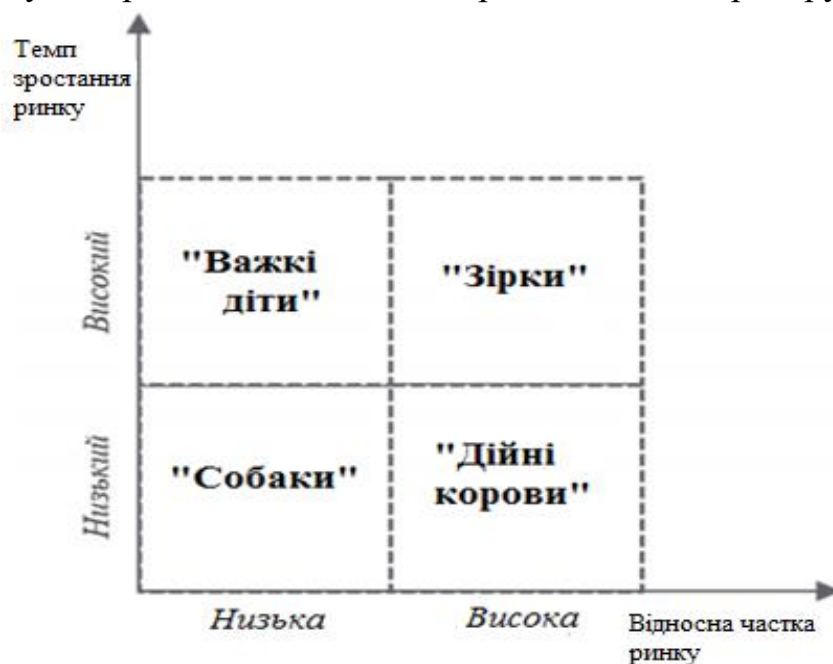 Темп
зростання
ринку
Високий
"Важкі
діти"
"Зірки"
Низький
"Собаки"
"Дійні
корови"
Низька
Висока
Відносна частка
ринку